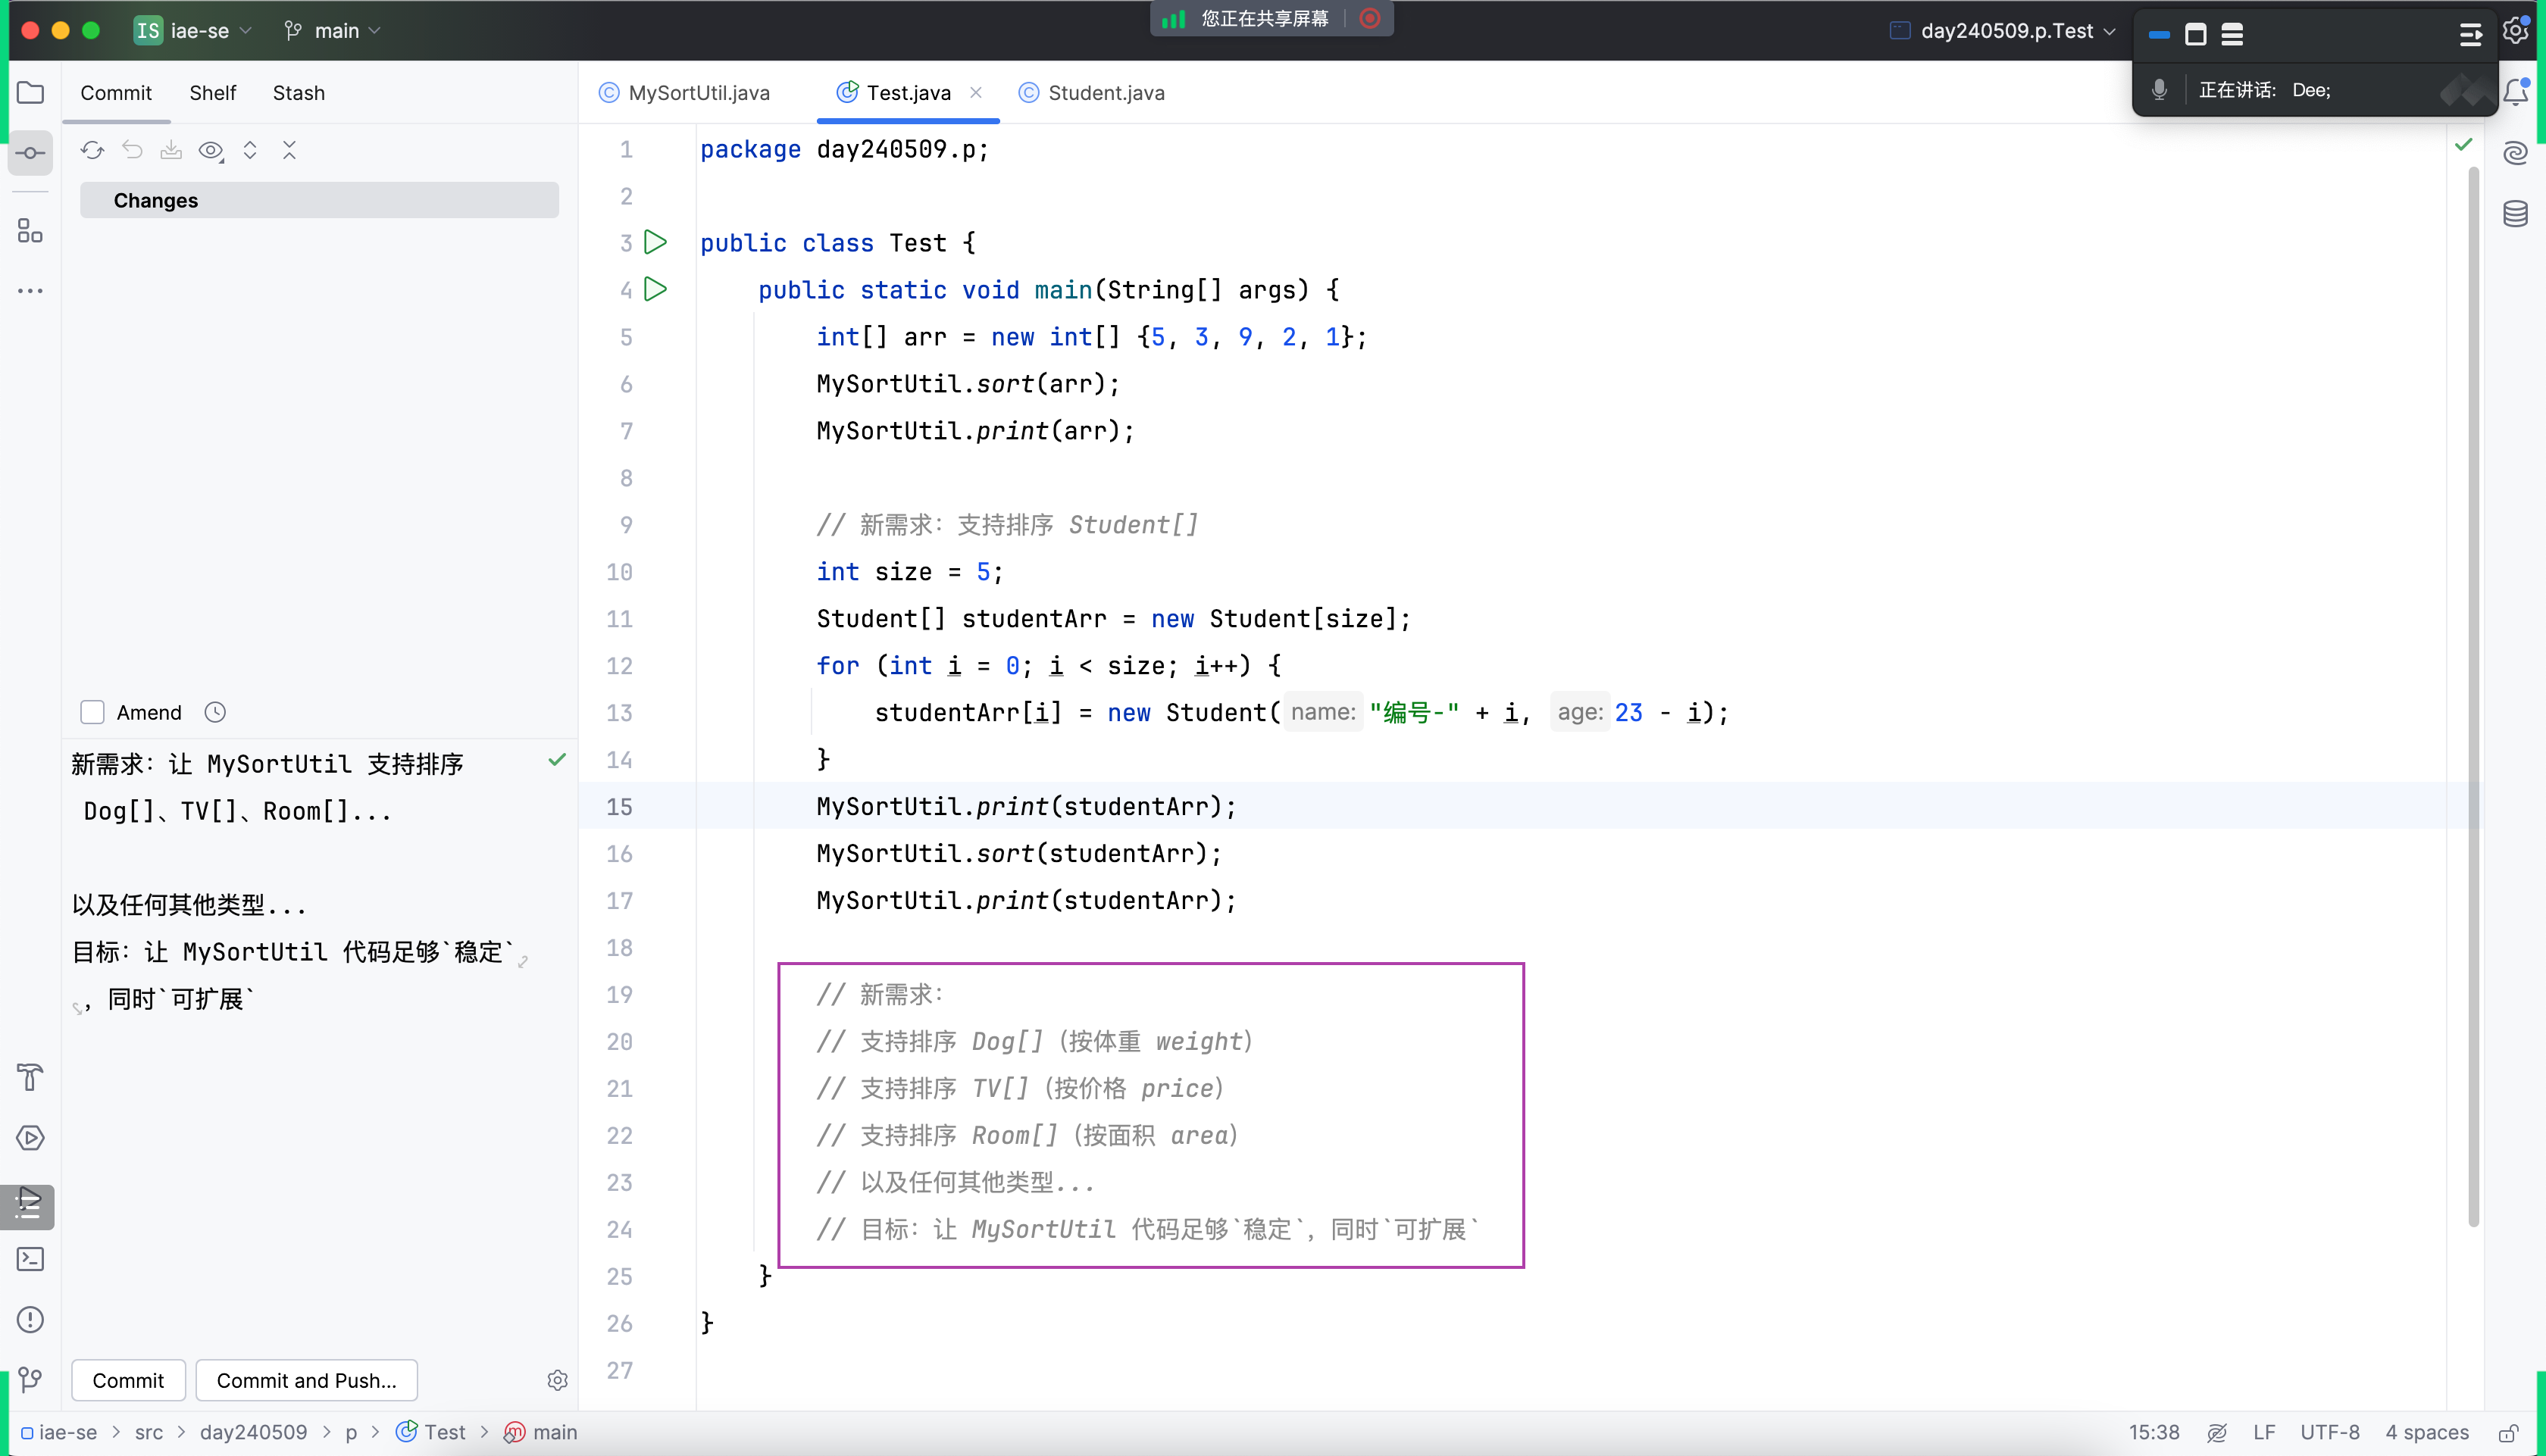 IS iae-se main
您正在共享屏幕
day240509.p.Test
正在讲话: Dee;
Commit Shelf Stash
MySortUtil.java Test.java Student.java
Changes
Amend
新需求：让 MySortUtil 支持排序
Dog[]、TV[]、Room[]...
以及任何其他类型...
目标：让 MySortUtil 代码足够`稳定`
，同时`可扩展`
Commit Commit and Push...
1 package day240509.p;
2
3 public class Test {
4 public static void main(String[] args) {
5 int[] arr = new int[] {5, 3, 9, 2, 1};
6 MySortUtil.sort(arr);
7 MySortUtil.print(arr);
8
9 // 新需求：支持排序 Student[]
10 int size = 5;
11 Student[] studentArr = new Student[size];
12 for (int i = 0; i < size; i++) {
13 studentArr[i] = new Student( name: "编号-" + i, age: 23 - i);
14 }
15 MySortUtil.print(studentArr);
16 MySortUtil.sort(studentArr);
17 MySortUtil.print(studentArr);
18
19 // 新需求：
20 // 支持排序 Dog[]（按体重 weight）
21 // 支持排序 TV[]（按价格 price）
22 // 支持排序 Room[]（按面积 area）
23 // 以及任何其他类型...
24 // 目标：让 MySortUtil 代码足够`稳定`，同时`可扩展`
25 }
26 }
27
iae-se > src > day240509 > p > Test > main
15:38 LF UTF-8 4 spaces